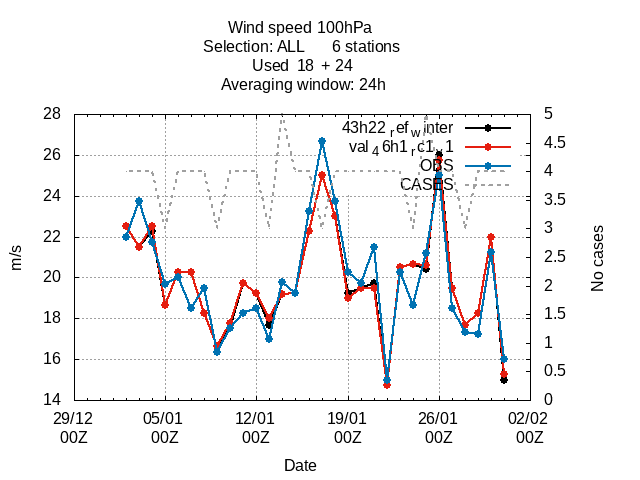 Wind speed 100hPa
Selection: ALL 6 stations
Used 18 + 24
Averaging window: 24h
28
26
24
22
20
18
16
14
m/s
5
4.5
4
3.5
3
2.5
2
1.5
1
0.5
0
No cases
43h22_ref_winter
val_46h1_rc1_1
OBS
CASES
29/12 05/01 12/01 19/01 26/01 02/02
00Z 00Z 00Z 00Z 00Z 00Z
Date